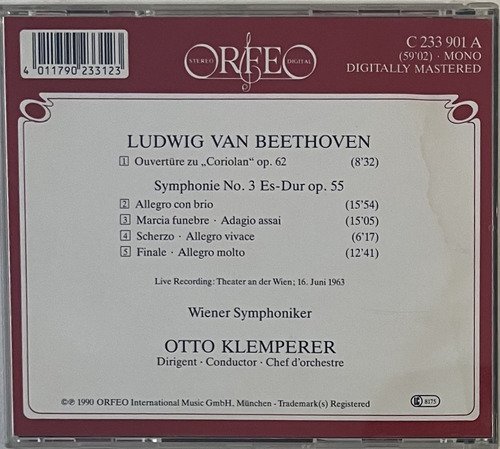 4 011790 233123
STEREO ORFEO DIGITAL
C 233 901 A
(59'02) · MONO
DIGITALLY MASTERED
LUDWIG VAN BEETHOVEN
1 Ouvertüre zu „Coriolan“ op. 62 (8'32)
Symphonie No. 3 Es-Dur op. 55
2 Allegro con brio (15'54)
3 Marcia funebre · Adagio assai (15'05)
4 Scherzo · Allegro vivace (6'17)
5 Finale · Allegro molto (12'41)
Live Recording: Theater an der Wien; 16. Juni 1963
Wiener Symphoniker
OTTO KLEMPERER
Dirigent · Conductor · Chef d'orchestre
©℗ 1990 ORFEO International Music GmbH, München · Trademark(s) Registered
LC 8175